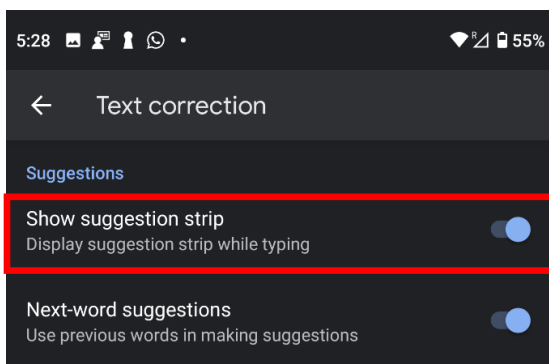 5:28 R 55%
Text correction
Suggestions
Show suggestion strip
Display suggestion strip while typing
Next-word suggestions
Use previous words in making suggestions